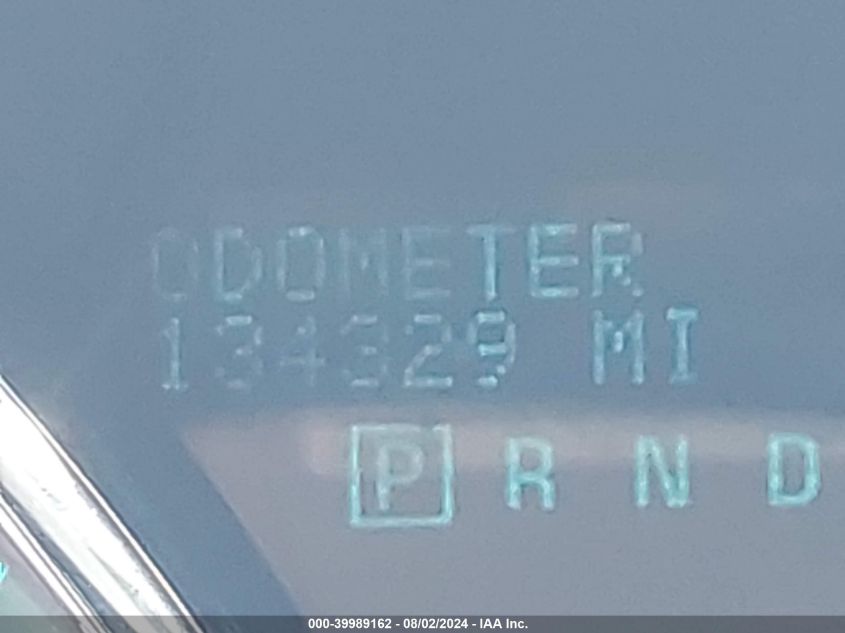 ODOMETER
134329 MI
P R N D
000-39989162 - 08/02/2024 - IAA Inc.